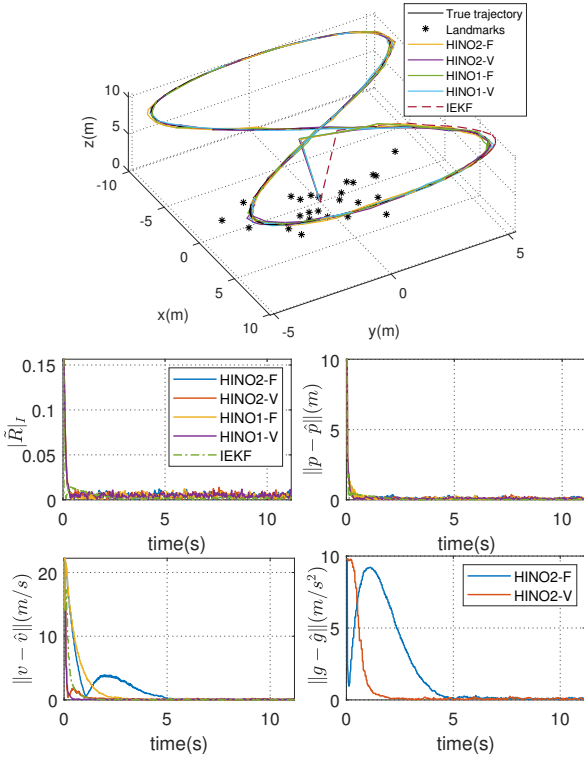 True trajectory
Landmarks
HINO2-F
HINO2-V
HINO1-F
HINO1-V
IEKF
z(m)
10
5
0
-10
-5
0
5
10
x(m)
-5
0
5
y(m)
|R̃|_I
0.15
0.1
0.05
0
0
5
10
time(s)
HINO2-F
HINO2-V
HINO1-F
HINO1-V
IEKF
||p − p̂||(m)
10
5
0
0
5
10
time(s)
||v − v̂||(m/s)
20
10
0
0
5
10
time(s)
||g − ĝ||(m/s²)
10
5
0
0
5
10
time(s)
HINO2-F
HINO2-V